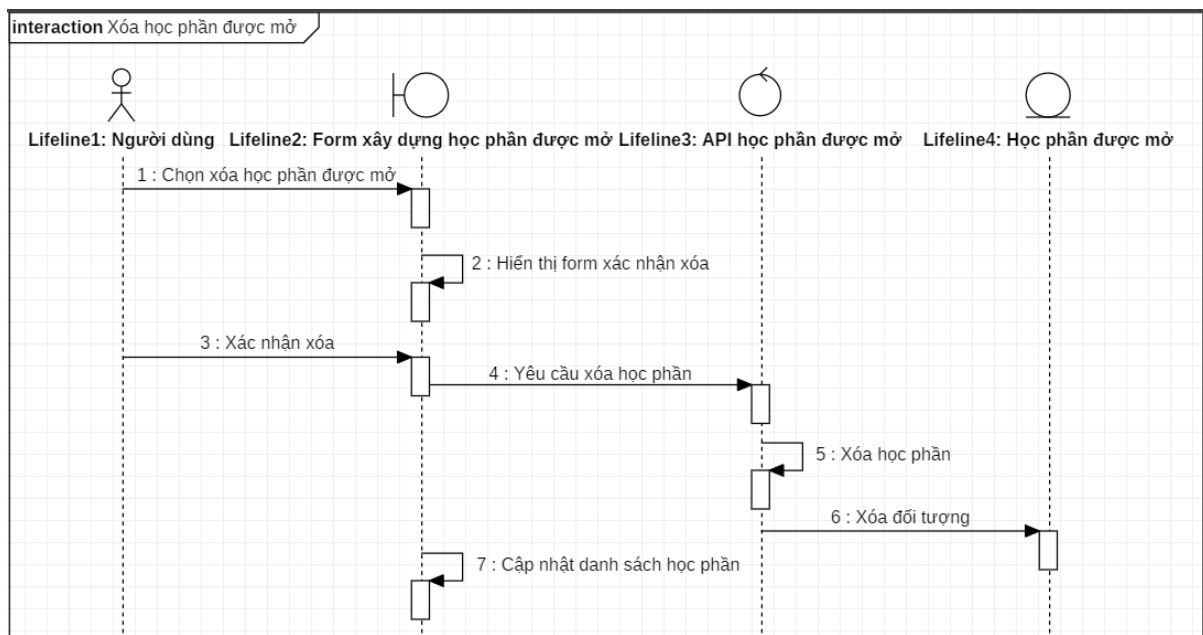 interaction Xóa học phần được mở
Lifeline1: Người dùng
Lifeline2: Form xây dựng học phần được mở
Lifeline3: API học phần được mở
Lifeline4: Học phần được mở
1 : Chọn xóa học phần được mở
2 : Hiển thị form xác nhận xóa
3 : Xác nhận xóa
4 : Yêu cầu xóa học phần
5 : Xóa học phần
6 : Xóa đối tượng
7 : Cập nhật danh sách học phần